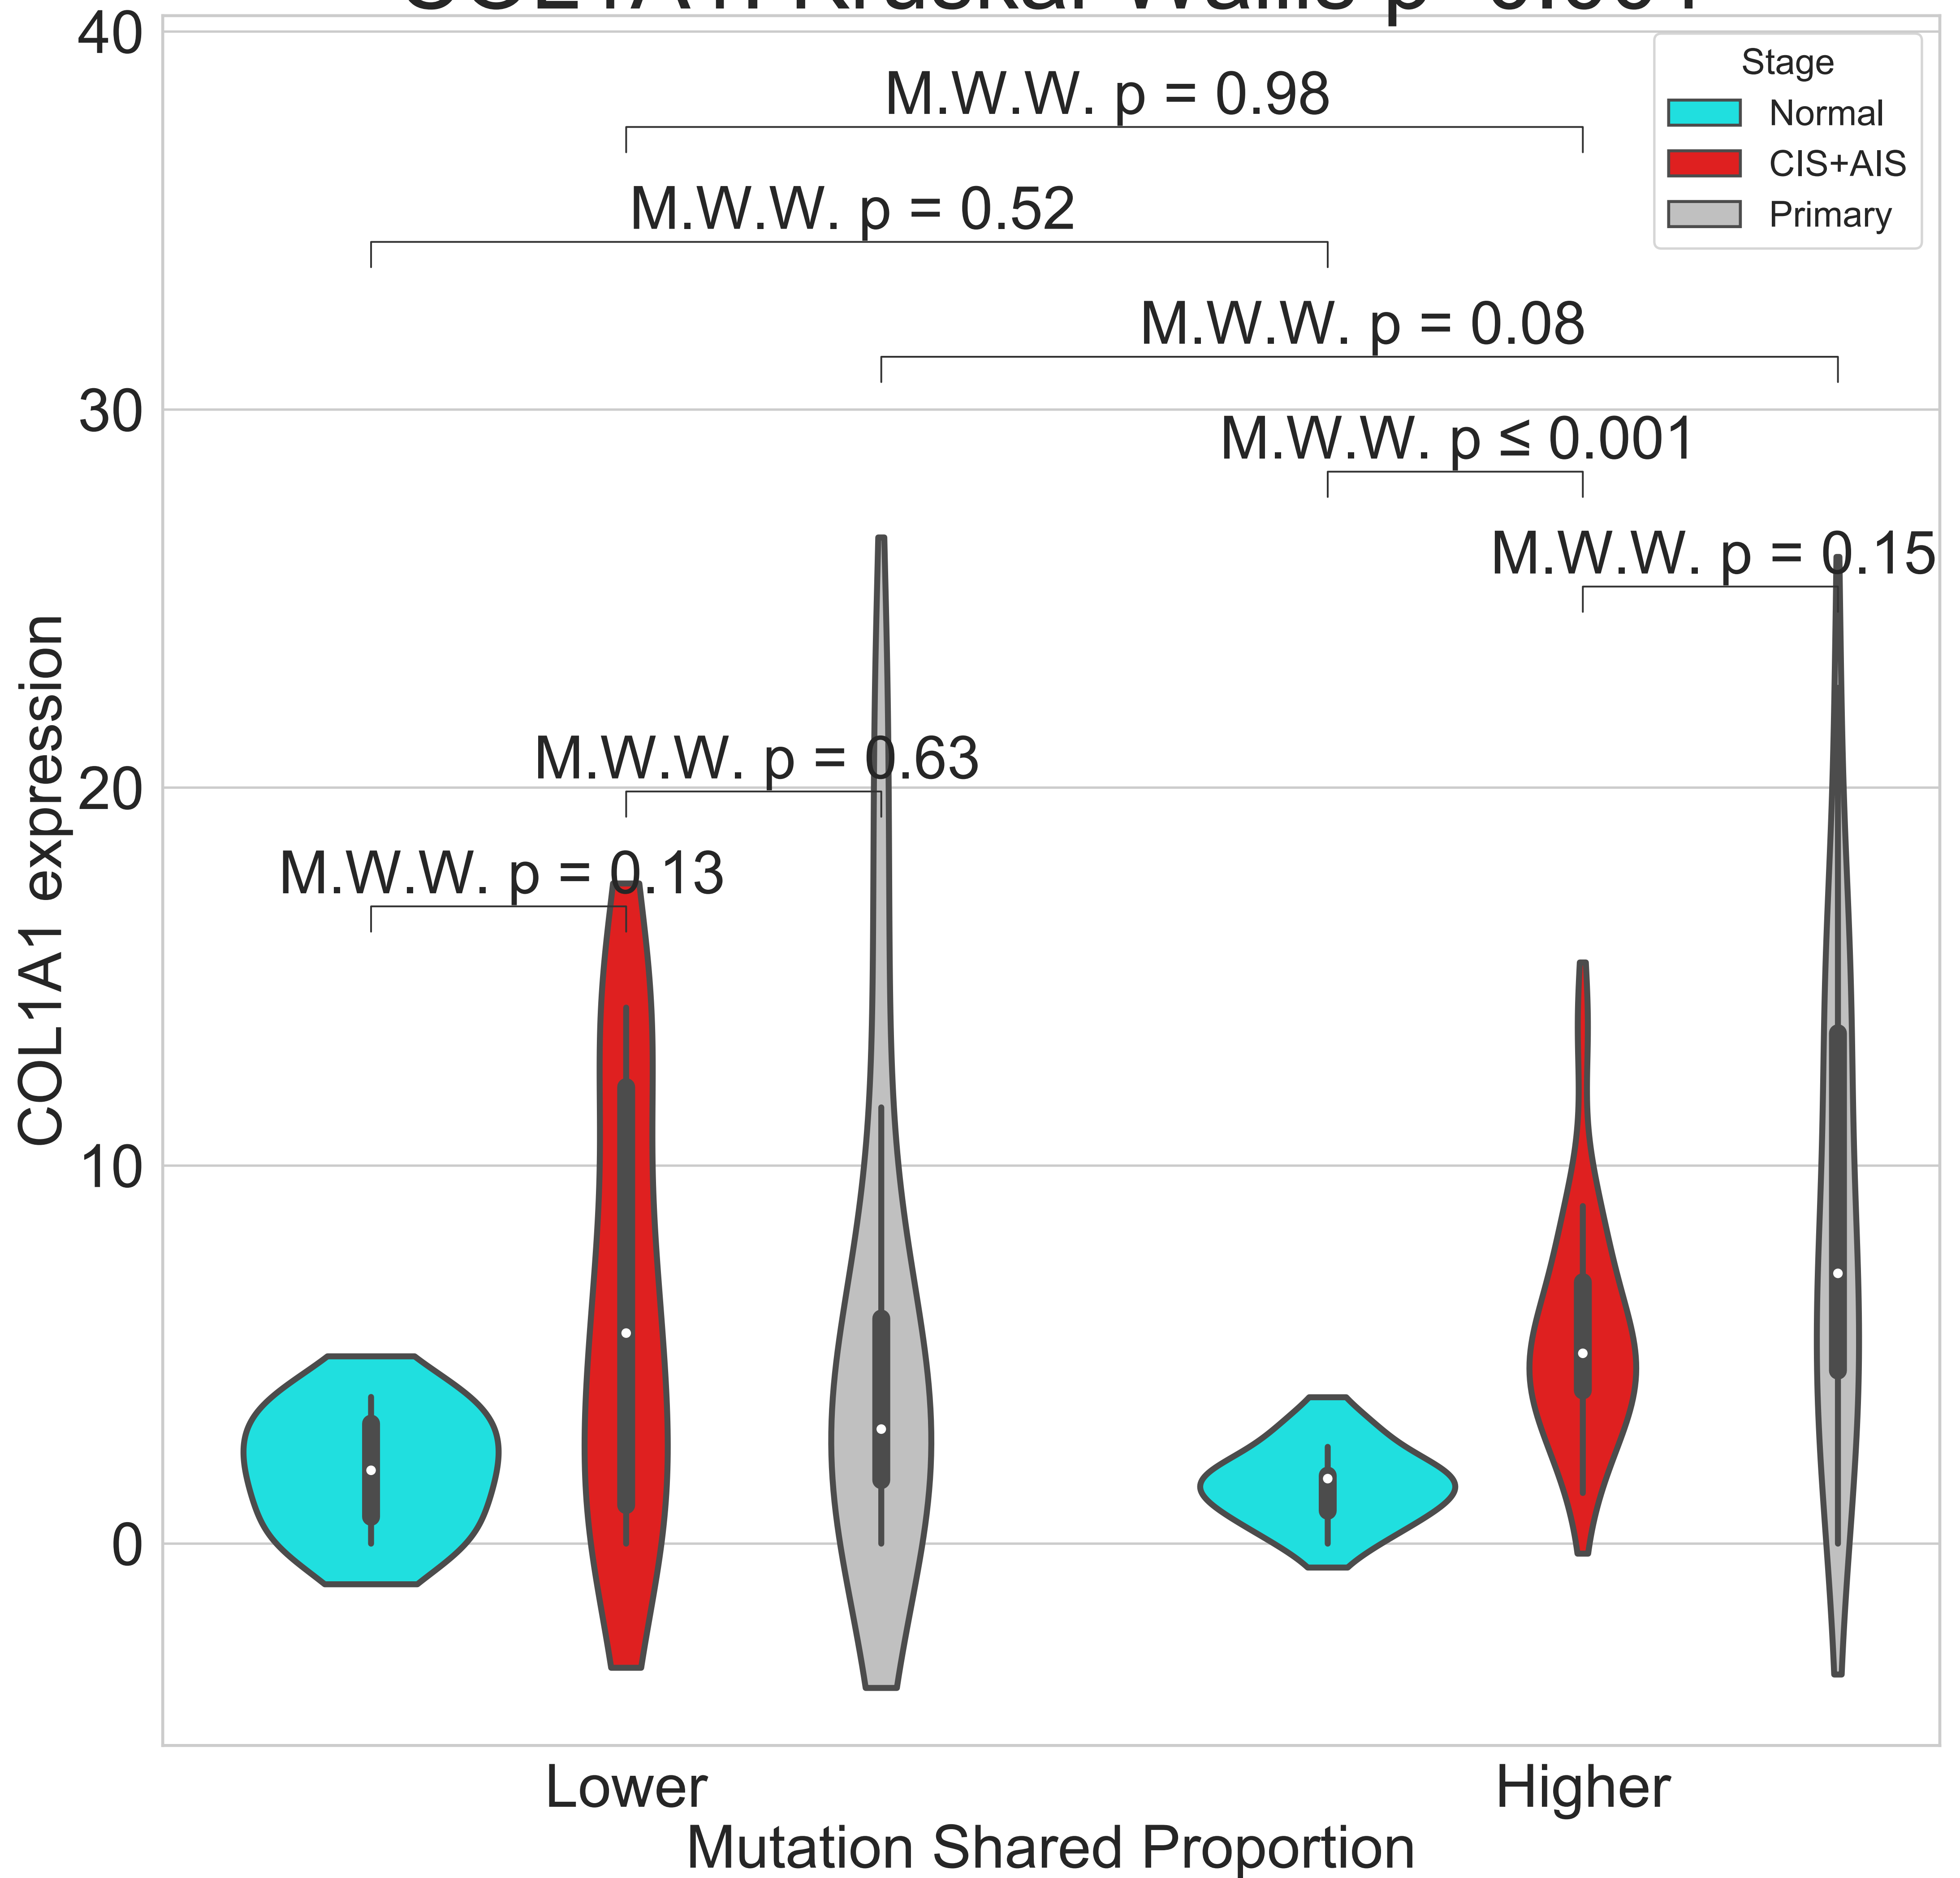 40
30
20
10
0
COL1A1 expression
M.W.W. p = 0.98
M.W.W. p = 0.52
M.W.W. p = 0.08
M.W.W. p ≤ 0.001
M.W.W. p = 0.15
M.W.W. p = 0.63
M.W.W. p = 0.13
Stage
Normal
CIS+AIS
Primary
Lower
Higher
Mutation Shared Proportion